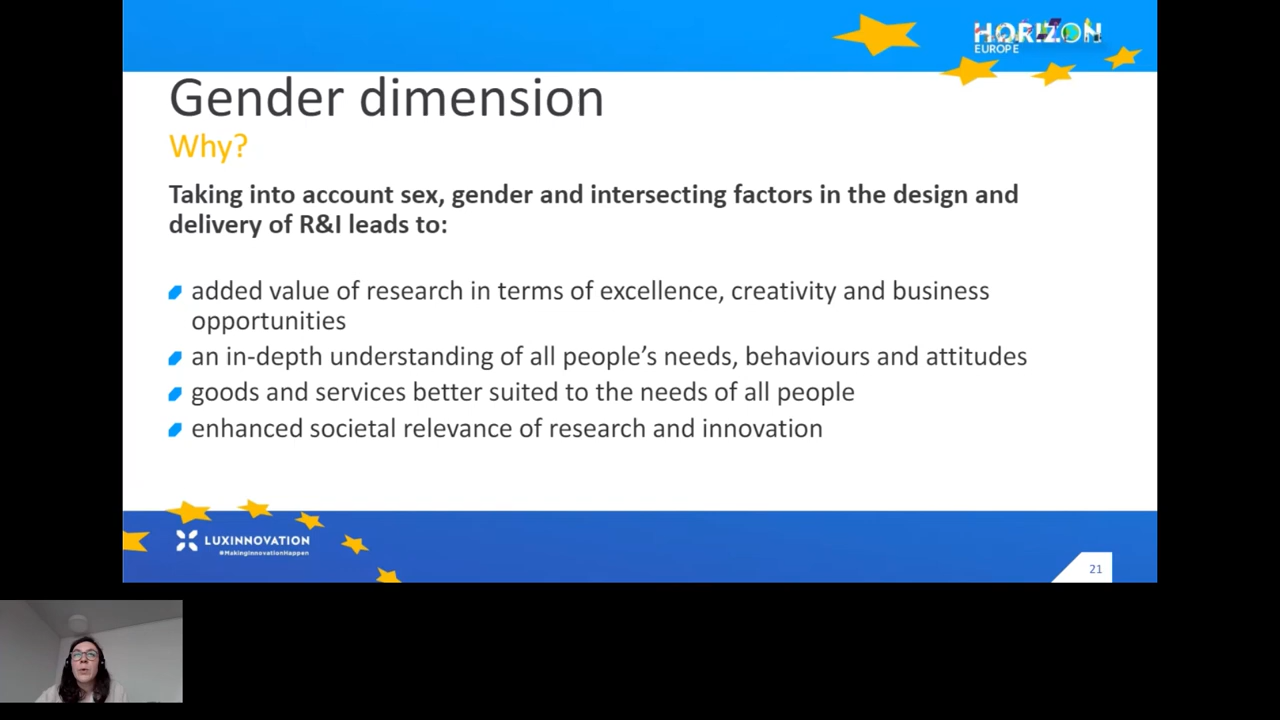 HORIZON
EUROPE
Gender dimension
Why?
Taking into account sex, gender and intersecting factors in the design and
delivery of R&I leads to:
added value of research in terms of excellence, creativity and business
opportunities
an in-depth understanding of all people's needs, behaviours and attitudes
goods and services better suited to the needs of all people
enhanced societal relevance of research and innovation
LUXINNOVATION
#MakingInnovationHappen
21